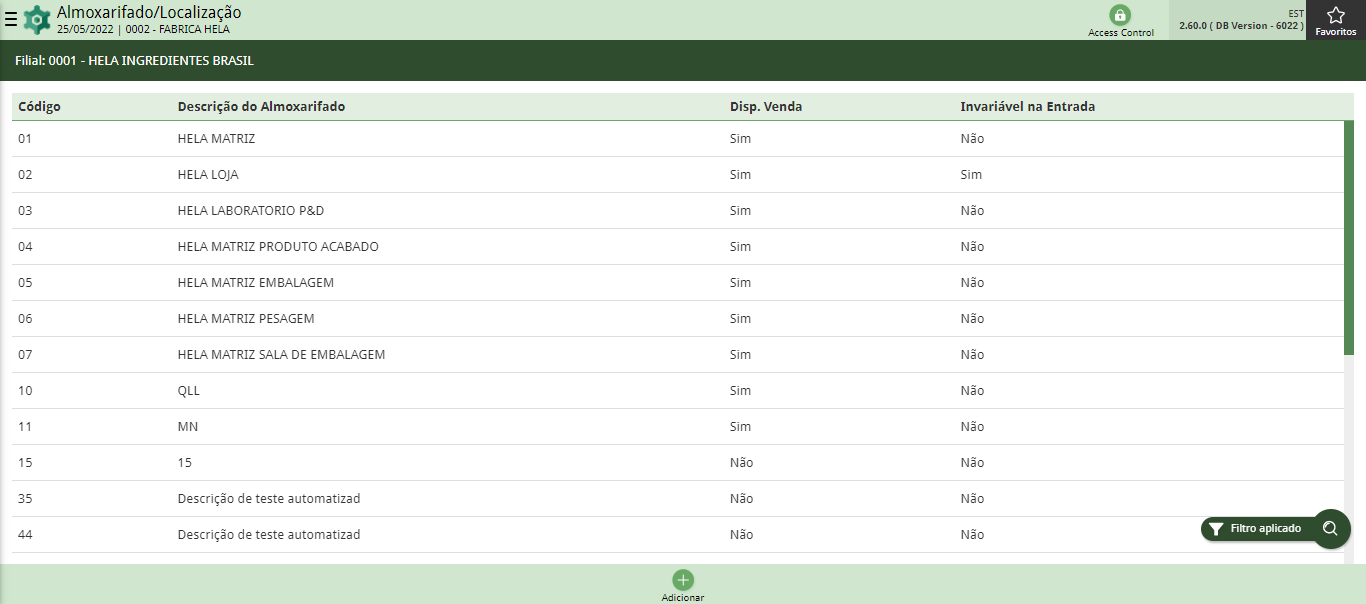 Almoxarifado/Localização
25/05/2022 | 0002 - FABRICA HELA
Access Control
EST
2.60.0 ( DB Version - 6022 )
Favoritos
Filial: 0001 - HELA INGREDIENTES BRASIL
Código Descrição do Almoxarifado Disp. Venda Invariável na Entrada
01 HELA MATRIZ Sim Não
02 HELA LOJA Sim Sim
03 HELA LABORATORIO P&D Sim Não
04 HELA MATRIZ PRODUTO ACABADO Sim Não
05 HELA MATRIZ EMBALAGEM Sim Não
06 HELA MATRIZ PESAGEM Sim Não
07 HELA MATRIZ SALA DE EMBALAGEM Sim Não
10 QLL Sim Não
11 MN Sim Não
15 15 Não Não
35 Descrição de teste automatizad Não Não
44 Descrição de teste automatizad Não Não
Filtro aplicado
Adicionar